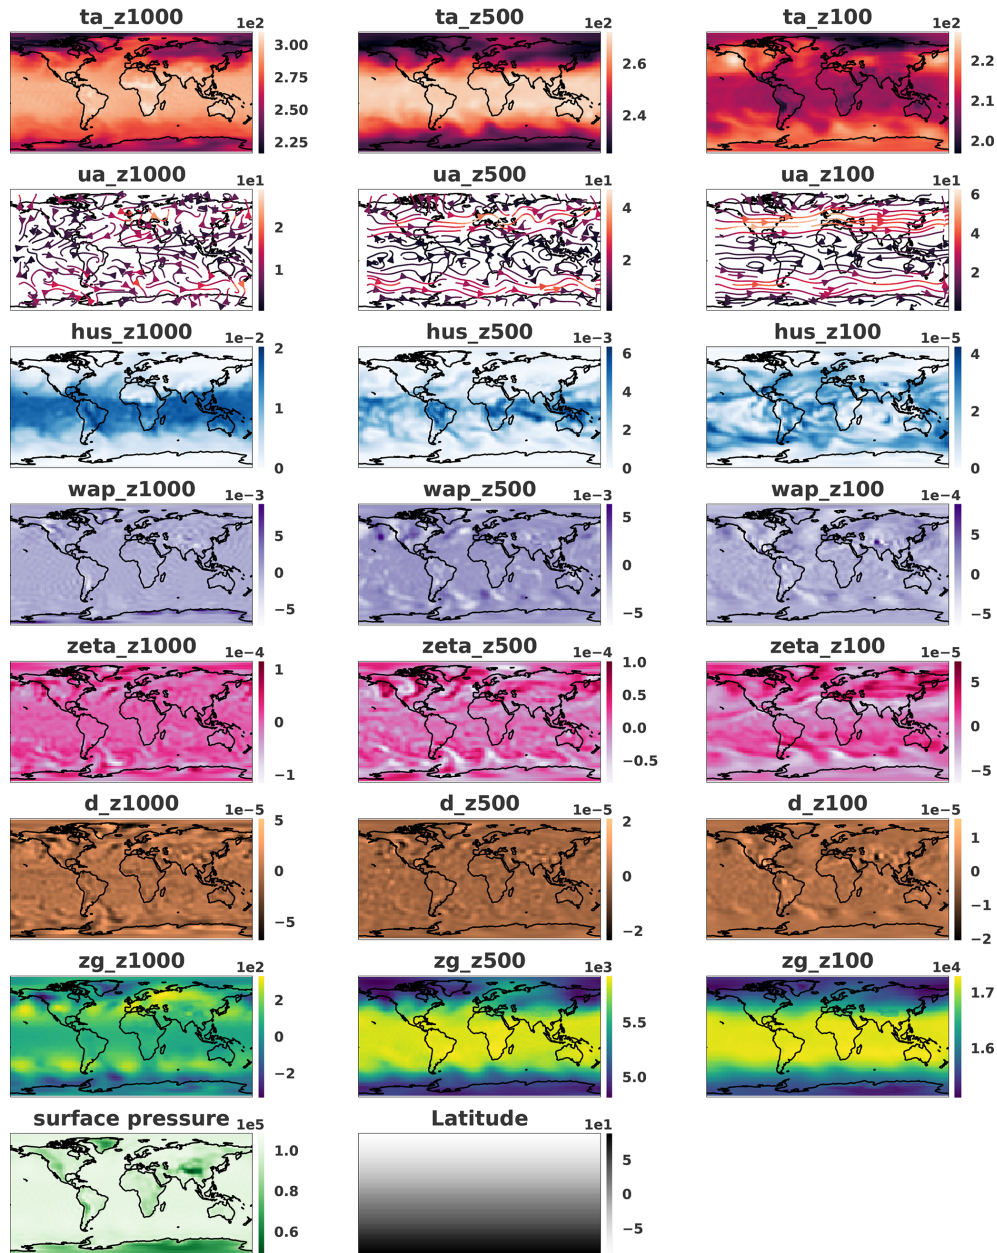 ta_z1000 ta_z500 ta_z100
1e2 1e2 1e2
3.00 2.75 2.50 2.25
2.6 2.4
2.2 2.1 2.0
ua_z1000 ua_z500 ua_z100
1e1 1e1 1e1
2 1
4 2
6 4 2
hus_z1000 hus_z500 hus_z100
1e−2 1e−3 1e−5
2 1 0
6 4 2 0
4 2 0
wap_z1000 wap_z500 wap_z100
1e−3 1e−3 1e−4
5 0 −5
5 0 −5
5 0 −5
zeta_z1000 zeta_z500 zeta_z100
1e−4 1e−4 1e−5
1 0 −1
1.0 0.5 0.0 −0.5
5 0 −5
d_z1000 d_z500 d_z100
1e−5 1e−5 1e−5
5 0 −5
2 0 −2
1 0 −1 −2
zg_z1000 zg_z500 zg_z100
1e2 1e3 1e4
2 0 −2
5.5 5.0
1.7 1.6
surface pressure Latitude
1e5 1e1
1.0 0.8 0.6
5 0 −5